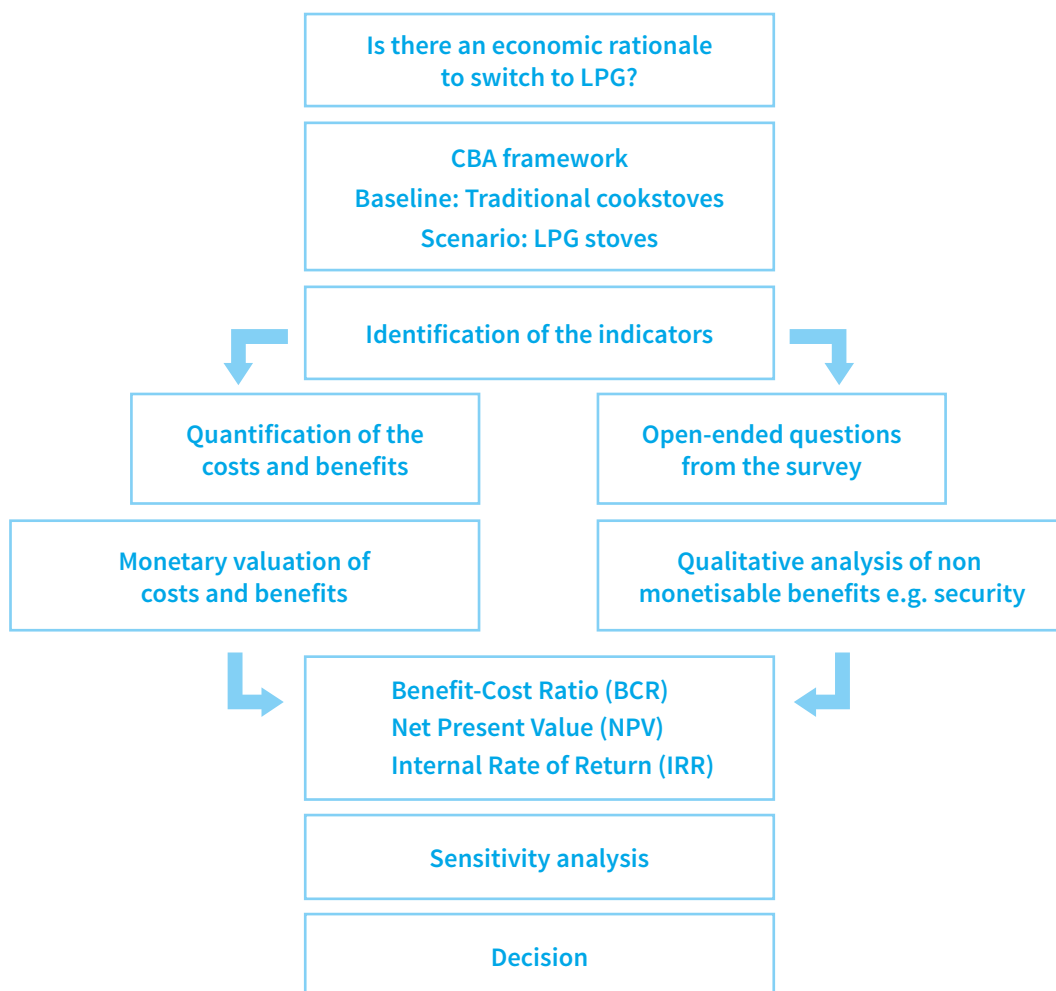 Is there an economic rationale
to switch to LPG?
CBA framework
Baseline: Traditional cookstoves
Scenario: LPG stoves
Identification of the indicators
Quantification of the
costs and benefits
Open-ended questions
from the survey
Monetary valuation of
costs and benefits
Qualitative analysis of non
monetisable benefits e.g. security
Benefit-Cost Ratio (BCR)
Net Present Value (NPV)
Internal Rate of Return (IRR)
Sensitivity analysis
Decision